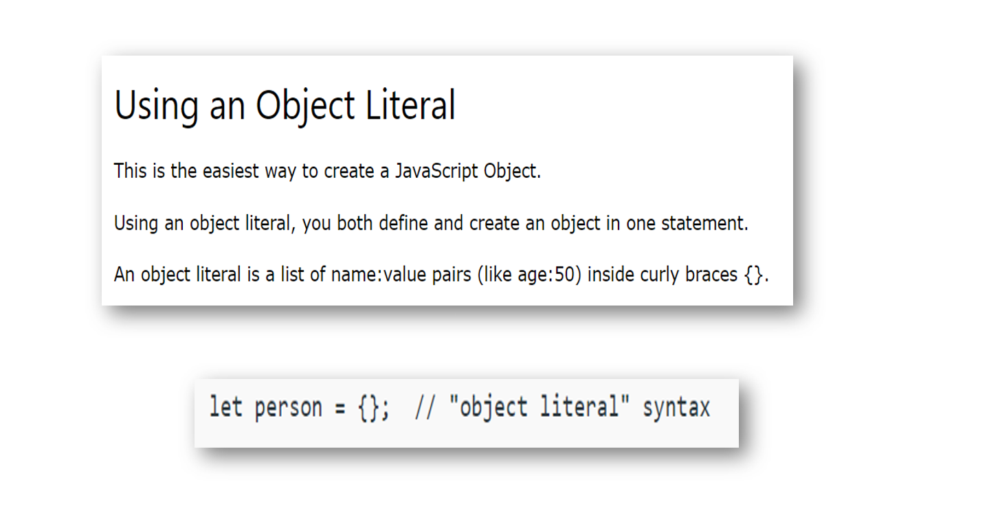 Using an Object Literal
This is the easiest way to create a JavaScript Object.
Using an object literal, you both define and create an object in one statement.
An object literal is a list of name:value pairs (like age:50) inside curly braces {}.
let person = {};  // "object literal" syntax